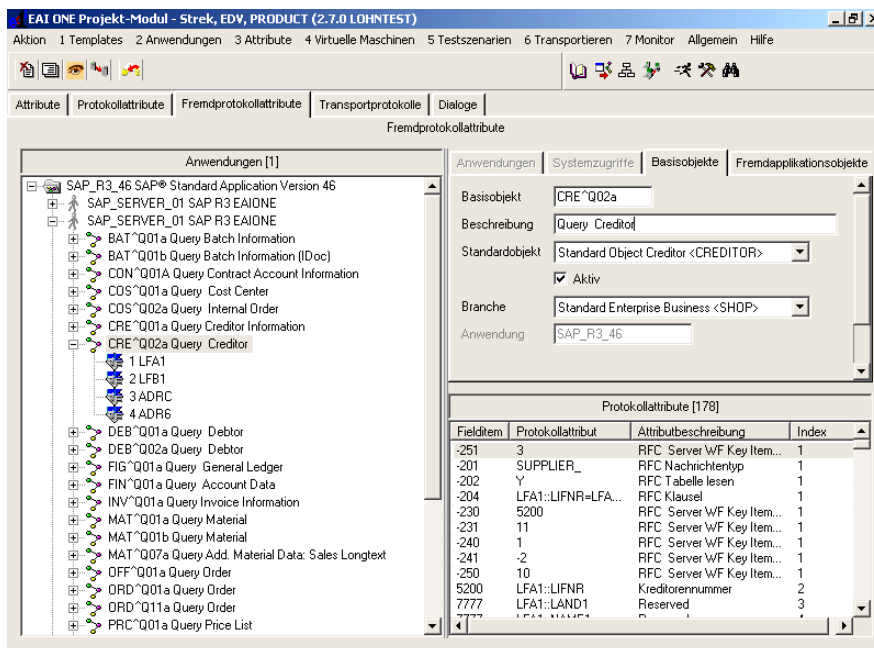 EAI ONE Projekt-Modul - Strek, EDV, PRODUCT (2.7.0 LOHNTEST)
Aktion 1 Templates 2 Anwendungen 3 Attribute 4 Virtuelle Maschinen 5 Testszenarien 6 Transportieren 7 Monitor Allgemein Hilfe
Attribute Protokollattribute Fremdprotokollattribute Transportprotokolle Dialoge
Fremdprotokollattribute
Anwendungen [1]
SAP_R3_46 SAP® Standard Application Version 46
SAP_SERVER_01 SAP R3 EAIONE
SAP_SERVER_01 SAP R3 EAIONE
BAT^Q01a Query Batch Information
BAT^Q01b Query Batch Information (IDoc)
CON^Q01A Query Contract Account Information
COS^Q01a Query Cost Center
COS^Q02a Query Internal Order
CRE^Q01a Query Creditor Information
CRE^Q02a Query Creditor
1 LFA1
2 LFB1
3 ADRC
4 ADR6
DEB^Q01a Query Debtor
DEB^Q02a Query Debtor
FIG^Q01a Query General Ledger
FIN^Q01a Query Account Data
INV^Q01a Query Invoice Information
MAT^Q01a Query Material
MAT^Q01b Query Material
MAT^Q07a Query Add. Material Data: Sales Longtext
OFF^Q01a Query Order
ORD^Q01a Query Order
ORD^Q11a Query Order
PRC^Q01a Query Price List
Anwendungen Systemzugriffe Basisobjekte Fremdapplikationsobjekte
Basisobjekt CRE^Q02a
Beschreibung Query Creditor
Standardobjekt Standard Object Creditor <CREDITOR>
Aktiv
Branche Standard Enterprise Business <SHOP>
Anwendung SAP_R3_46
Protokollattribute [178]
Fielditem Protokollattribut Attributbeschreibung Index
-251 3 RFC Server WF Key Item... 1
-201 SUPPLIER_ RFC Nachrichtentyp 1
-202 Y RFC Tabelle lesen 1
-204 LFA1::LIFNR=LFA... RFC Klausel 1
-230 5200 RFC Server WF Key Item... 1
-231 11 RFC Server WF Key Item... 1
-240 1 RFC Server WF Key Item... 1
-241 -2 RFC Server WF Key Item... 1
-250 10 RFC Server WF Key Item... 1
5200 LFA1::LIFNR Kreditorennummer 2
7777 LFA1::LAND1 Reserved 3